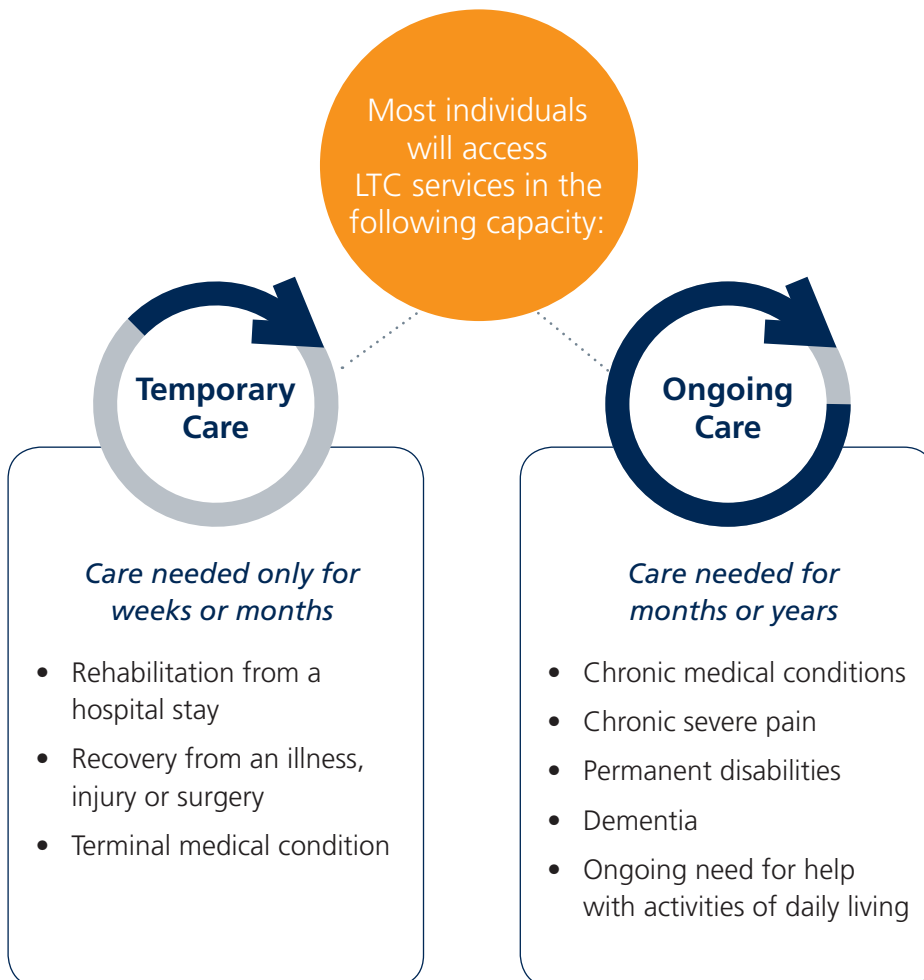 Most individuals
will access
LTC services in the
following capacity:
Temporary
Care
Care needed only for
weeks or months
• Rehabilitation from a
hospital stay
• Recovery from an illness,
injury or surgery
• Terminal medical condition
Ongoing
Care
Care needed for
months or years
• Chronic medical conditions
• Chronic severe pain
• Permanent disabilities
• Dementia
• Ongoing need for help
with activities of daily living